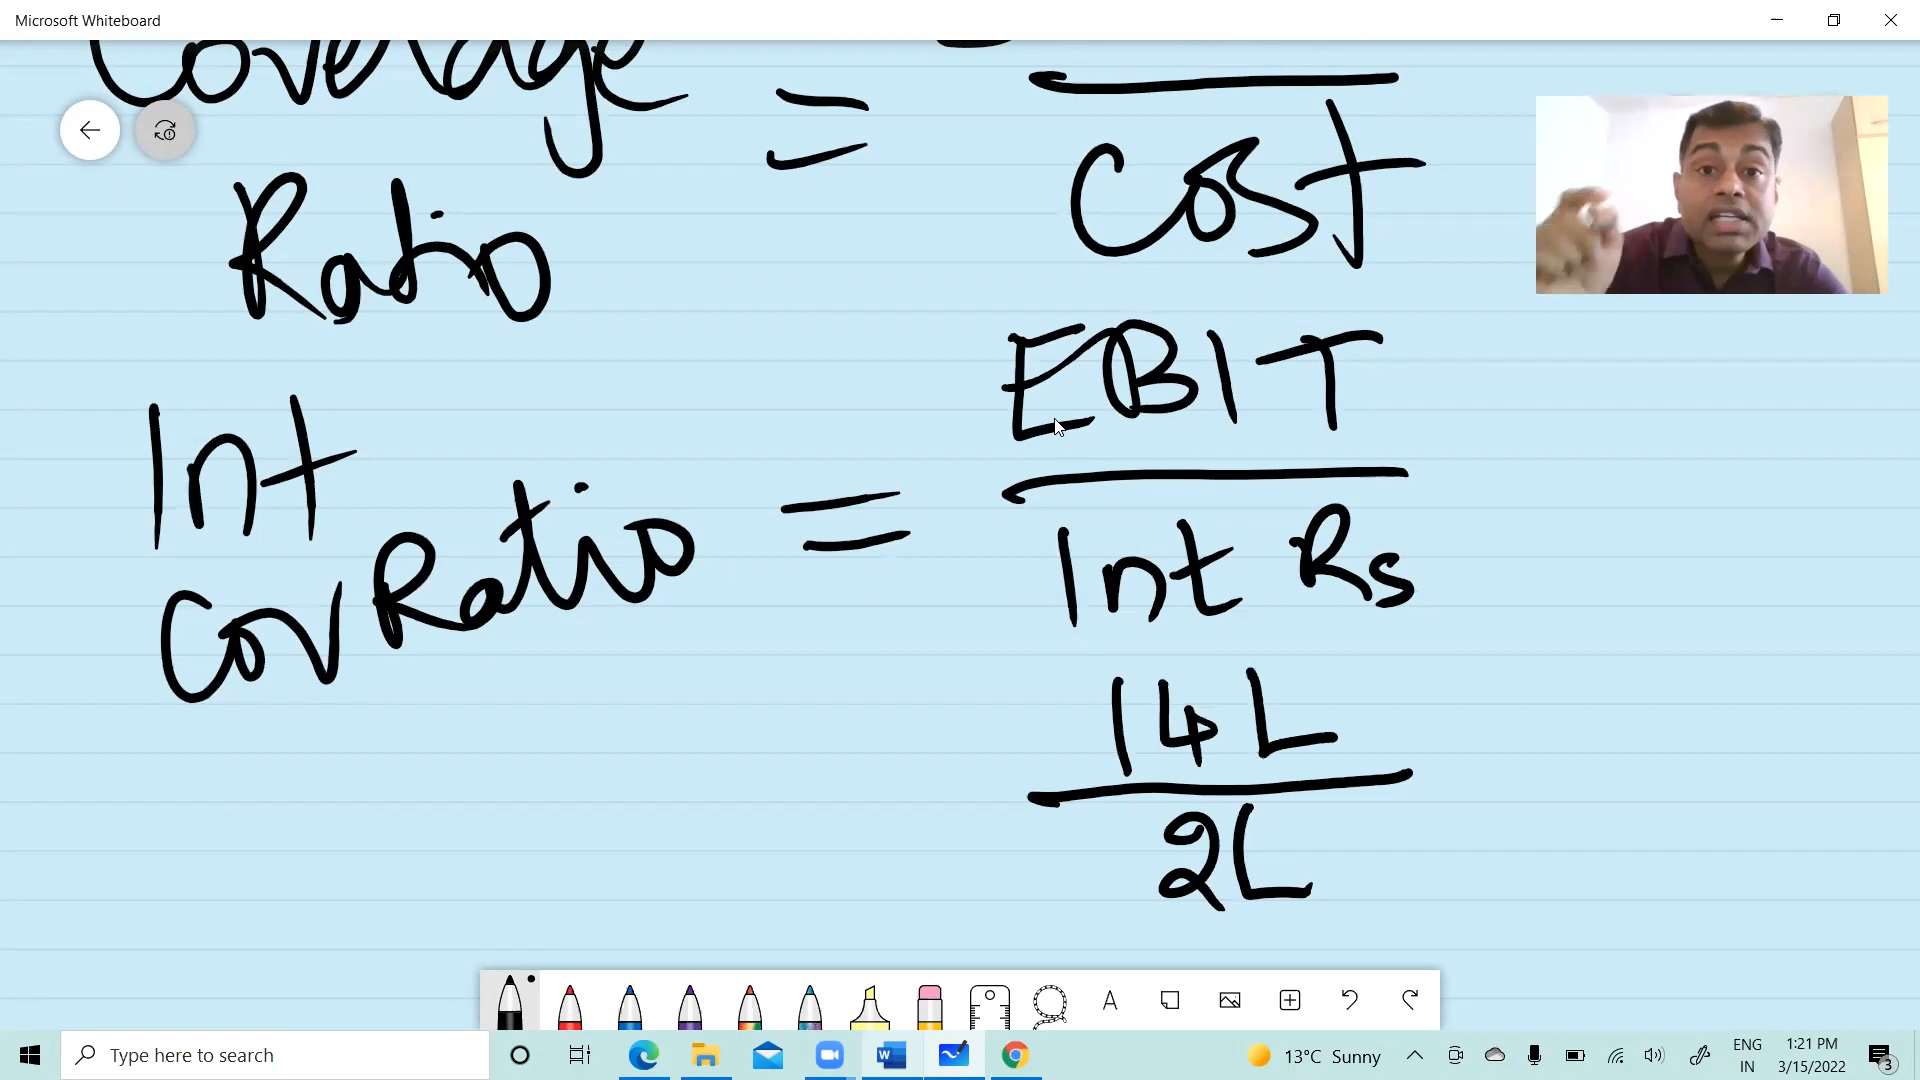 Microsoft Whiteboard
Coverage
Ratio
=
Cost
Int
Cov Ratio
=
EBIT
Int Rs
14L
2L
Type here to search
13°C Sunny
ENG
IN
1:21 PM
3/15/2022
3